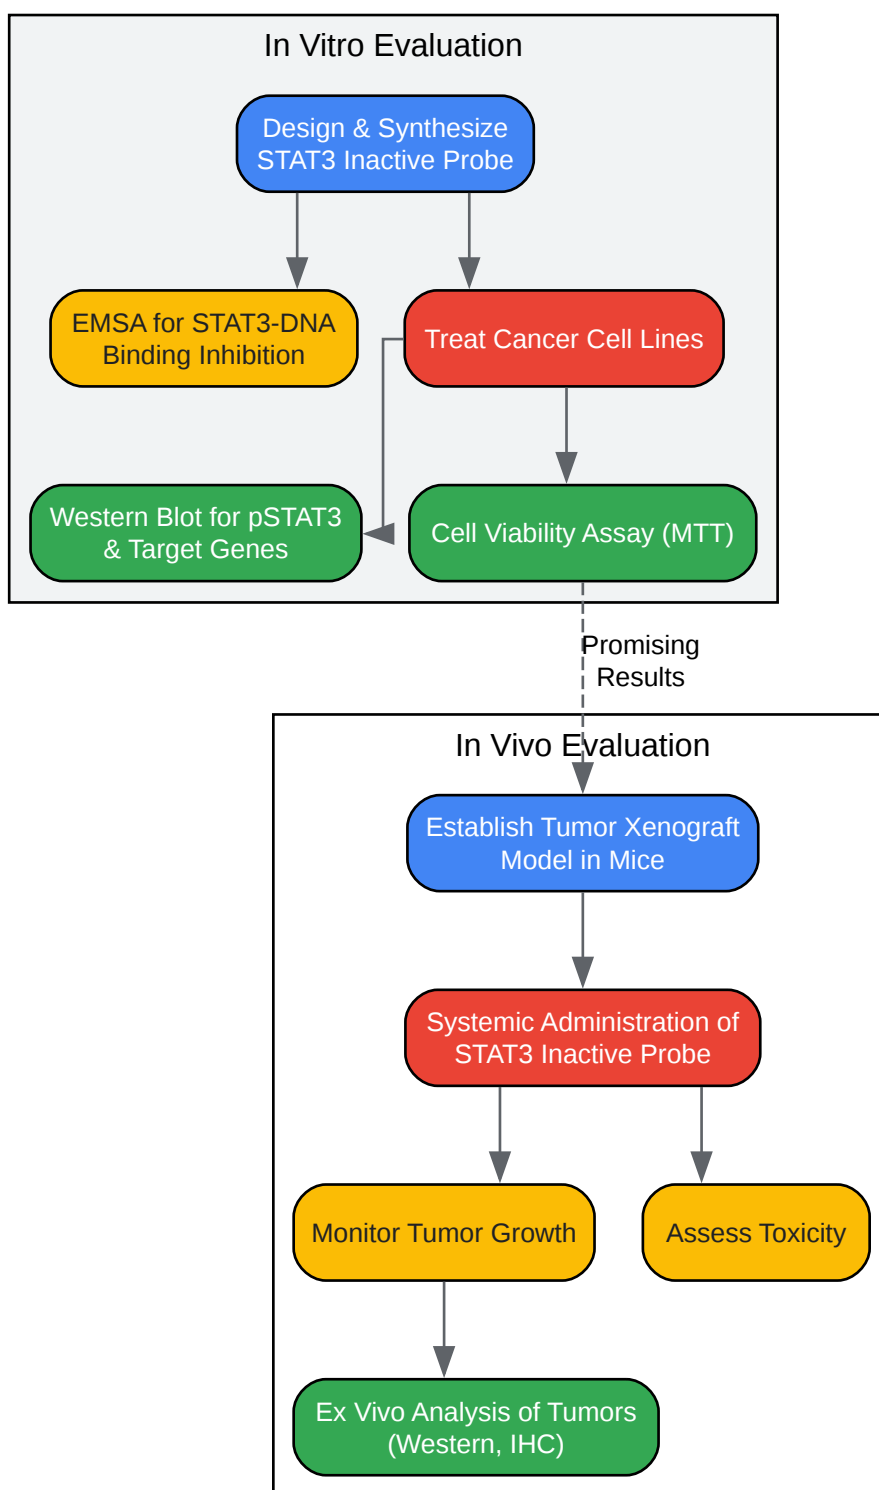 In Vitro Evaluation
Design & Synthesize
STAT3 Inactive Probe
EMSA for STAT3-DNA
Binding Inhibition
Treat Cancer Cell Lines
Western Blot for pSTAT3
& Target Genes
Cell Viability Assay (MTT)
Promising
Results
In Vivo Evaluation
Establish Tumor Xenograft
Model in Mice
Systemic Administration of
STAT3 Inactive Probe
Monitor Tumor Growth
Assess Toxicity
Ex Vivo Analysis of Tumors
(Western, IHC)